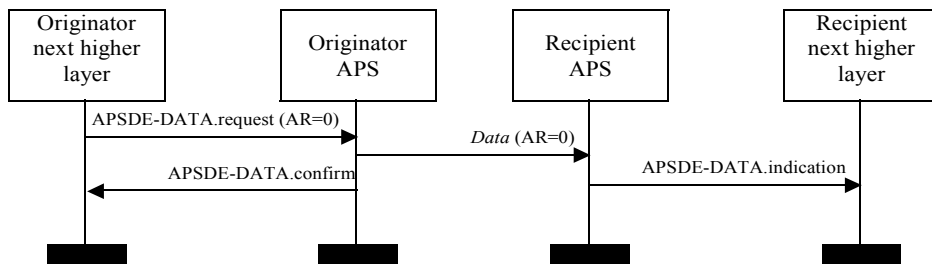 Originator
next higher
layer
Originator
APS
Recipient
APS
Recipient
next higher
layer
APSDE-DATA.request (AR=0)
Data (AR=0)
APSDE-DATA.confirm
APSDE-DATA.indication